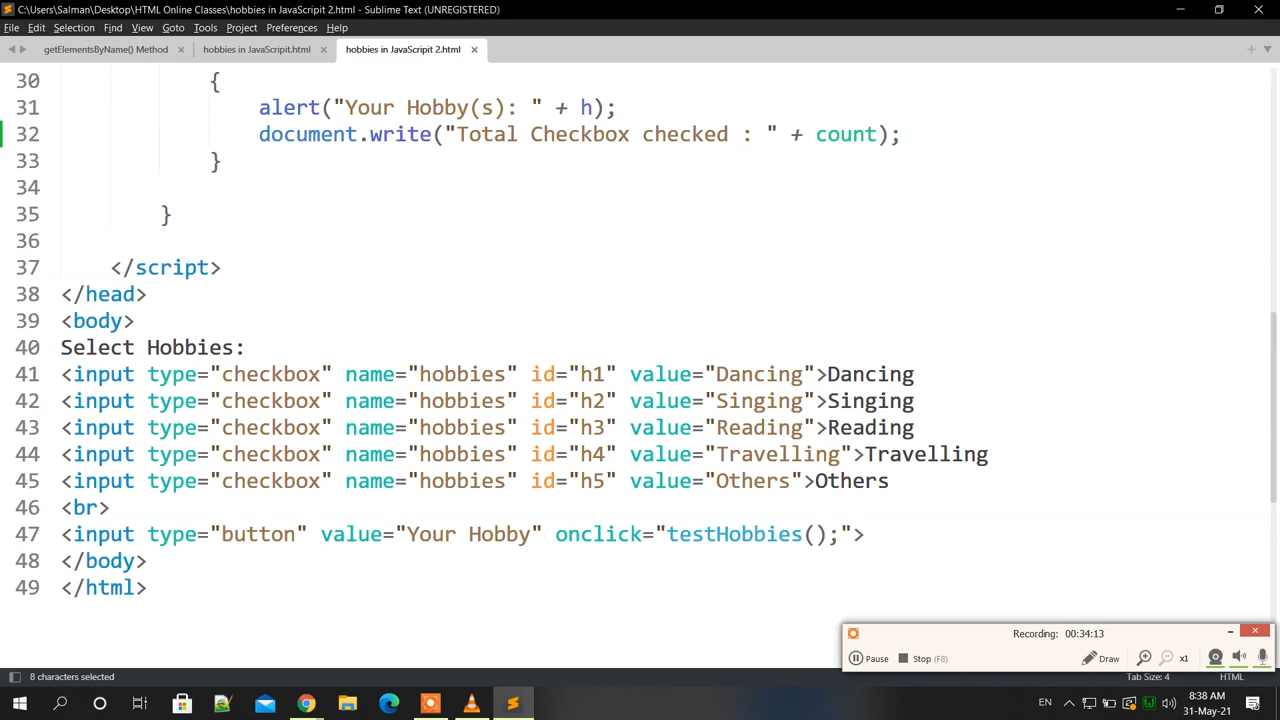 C:\Users\Salman\Desktop\HTML Online Classes\hobbies in JavaScripit 2.html - Sublime Text (UNREGISTERED)
File Edit Selection Find View Goto Tools Project Preferences Help
getElementsByName() Method hobbies in JavaScripit.html hobbies in JavaScripit 2.html
30 {
31 alert("Your Hobby(s): " + h);
32 document.write("Total Checkbox checked : " + count);
33 }
34
35 }
36
37 </script>
38 </head>
39 <body>
40 Select Hobbies:
41 <input type="checkbox" name="hobbies" id="h1" value="Dancing">Dancing
42 <input type="checkbox" name="hobbies" id="h2" value="Singing">Singing
43 <input type="checkbox" name="hobbies" id="h3" value="Reading">Reading
44 <input type="checkbox" name="hobbies" id="h4" value="Travelling">Travelling
45 <input type="checkbox" name="hobbies" id="h5" value="Others">Others
46 <br>
47 <input type="button" value="Your Hobby" onclick="testHobbies();">
48 </body>
49 </html>
Recording: 00:34:13
Pause Stop (F8) Draw x1
8 characters selected Tab Size: 4 HTML
EN 8:38 AM
31-May-21